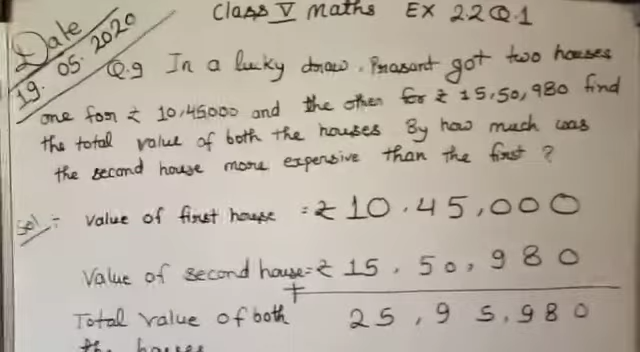 Date
19.05.2020
Class V Maths EX 2.2 Q.1
Q.9 In a lucky draw. Prasant got two houses
one for ₹ 10,45000 and the other for ₹ 15,50,980 find
the total value of both the houses By how much was
the second house more expensive than the first ?
Sol :- Value of first house = ₹ 10,45,000
Value of second house = ₹ 15,50,980
+
Total value of both 25,95,980
the houses